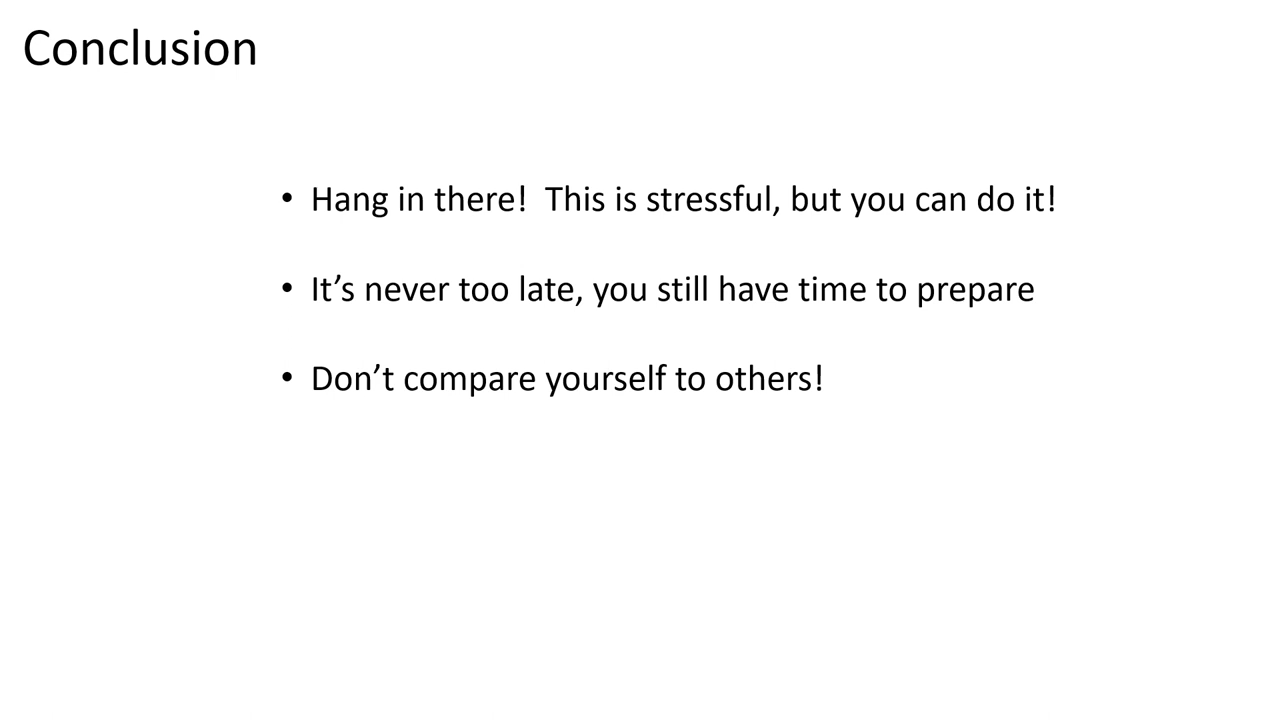 Conclusion
• Hang in there!  This is stressful, but you can do it!
• It’s never too late, you still have time to prepare
• Don’t compare yourself to others!